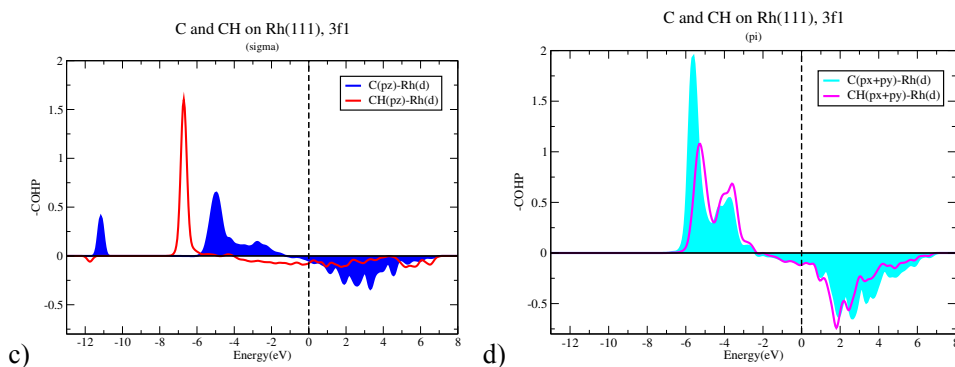 C and CH on Rh(111), 3f1
(sigma)
2
1.5
1
0.5
0
-0.5
-COHP
C(pz)-Rh(d)
CH(pz)-Rh(d)
-12 -10 -8 -6 -4 -2 0 2 4 6 8
Energy(eV)
c)
C and CH on Rh(111), 3f1
(pi)
2
1.5
1
0.5
0
-0.5
-COHP
C(px+py)-Rh(d)
CH(px+py)-Rh(d)
-12 -10 -8 -6 -4 -2 0 2 4 6 8
Energy(eV)
d)